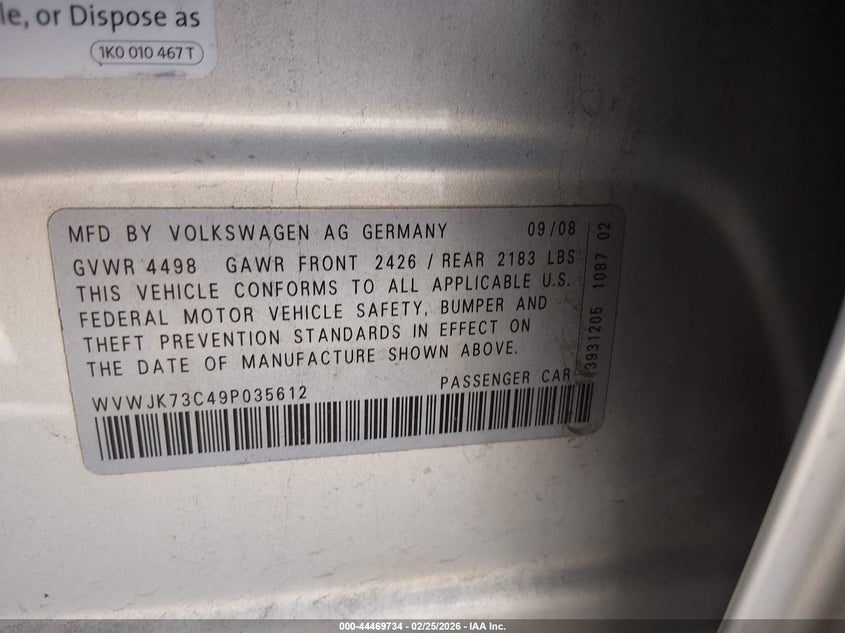 le, or Dispose as
1K0 010 467 T
MFD BY VOLKSWAGEN AG GERMANY 09/08
GVWR 4498 GAWR FRONT 2426 / REAR 2183 LBS
THIS VEHICLE CONFORMS TO ALL APPLICABLE U.S.
FEDERAL MOTOR VEHICLE SAFETY, BUMPER AND
THEFT PREVENTION STANDARDS IN EFFECT ON
THE DATE OF MANUFACTURE SHOWN ABOVE.
PASSENGER CAR
WVWJK73C49P035612
3931205 1087 02
000-44469734 - 02/25/2026 - IAA Inc.